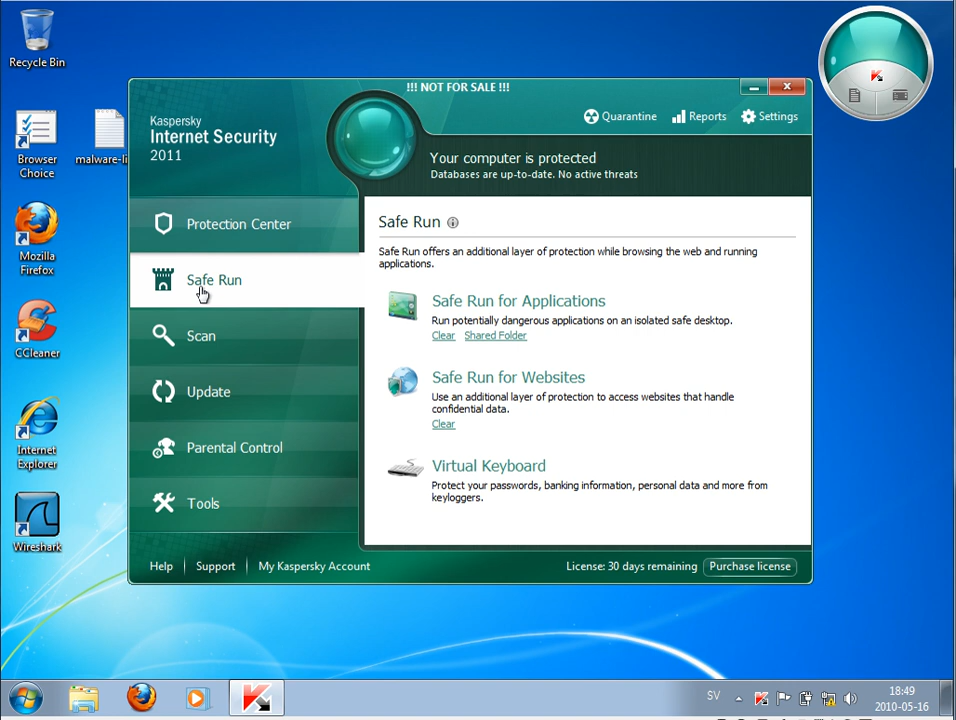 Recycle Bin
Browser
Choice
malware-li
Mozilla
Firefox
CCleaner
Internet
Explorer
Wireshark
!!! NOT FOR SALE !!!
Kaspersky
Internet Security
2011
Quarantine
Reports
Settings
Your computer is protected
Databases are up-to-date. No active threats
Protection Center
Safe Run
Scan
Update
Parental Control
Tools
Safe Run
Safe Run offers an additional layer of protection while browsing the web and running
applications.
Safe Run for Applications
Run potentially dangerous applications on an isolated safe desktop.
Clear Shared Folder
Safe Run for Websites
Use an additional layer of protection to access websites that handle
confidential data.
Clear
Virtual Keyboard
Protect your passwords, banking information, personal data and more from
keyloggers.
Help Support My Kaspersky Account
License: 30 days remaining Purchase license
SV
18:49
2010-05-16